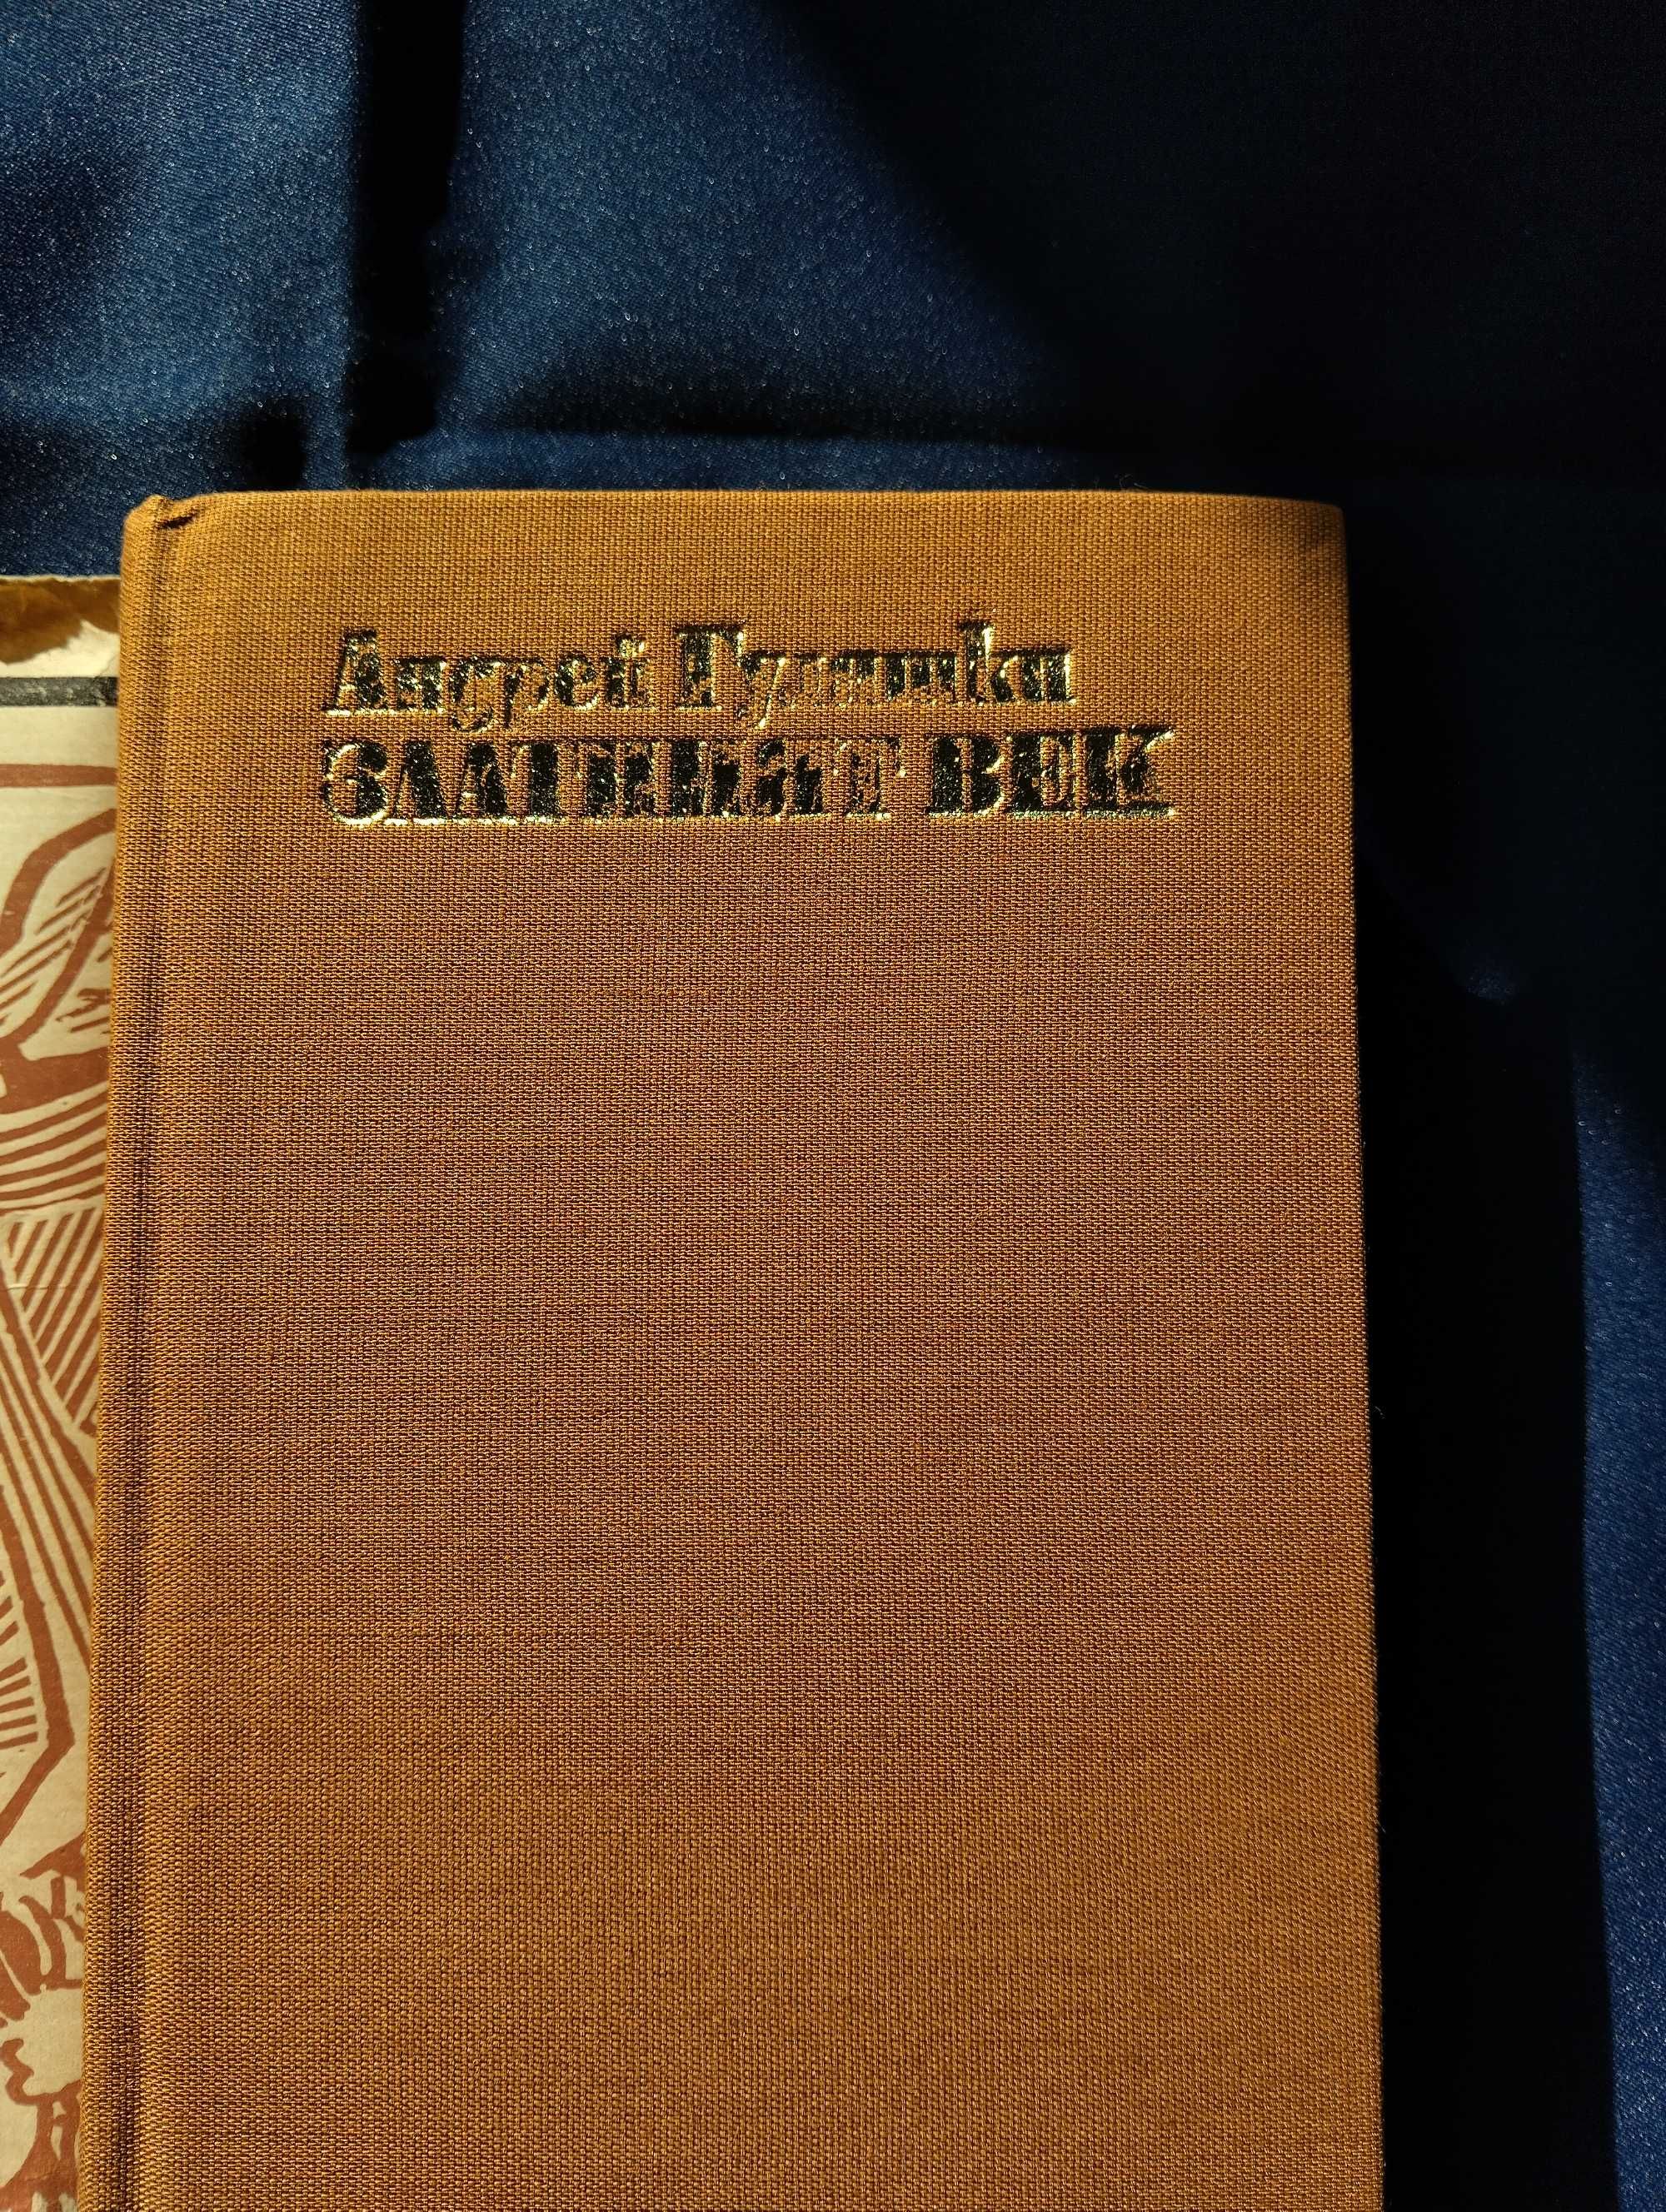 Андрей Гуляшки
ЗЛАТНИЯТ ВЕК